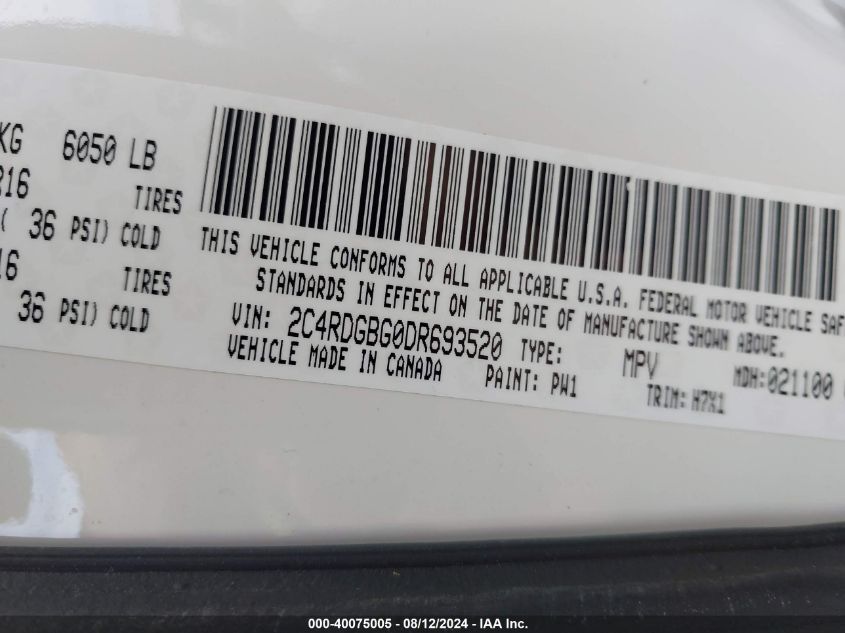 KG 6050 LB
TIRES
36 PSI) COLD
TIRES
36 PSI) COLD
THIS VEHICLE CONFORMS TO ALL APPLICABLE U.S.A. FEDERAL MOTOR VEHICLE SAF
STANDARDS IN EFFECT ON THE DATE OF MANUFACTURE SHOWN ABOVE.
VIN: 2C4RDGBG0DR693520 TYPE: MPV MDH:021100
VEHICLE MADE IN CANADA PAINT: PW1 TRIM: H7X1
000-40075005 - 08/12/2024 - IAA Inc.